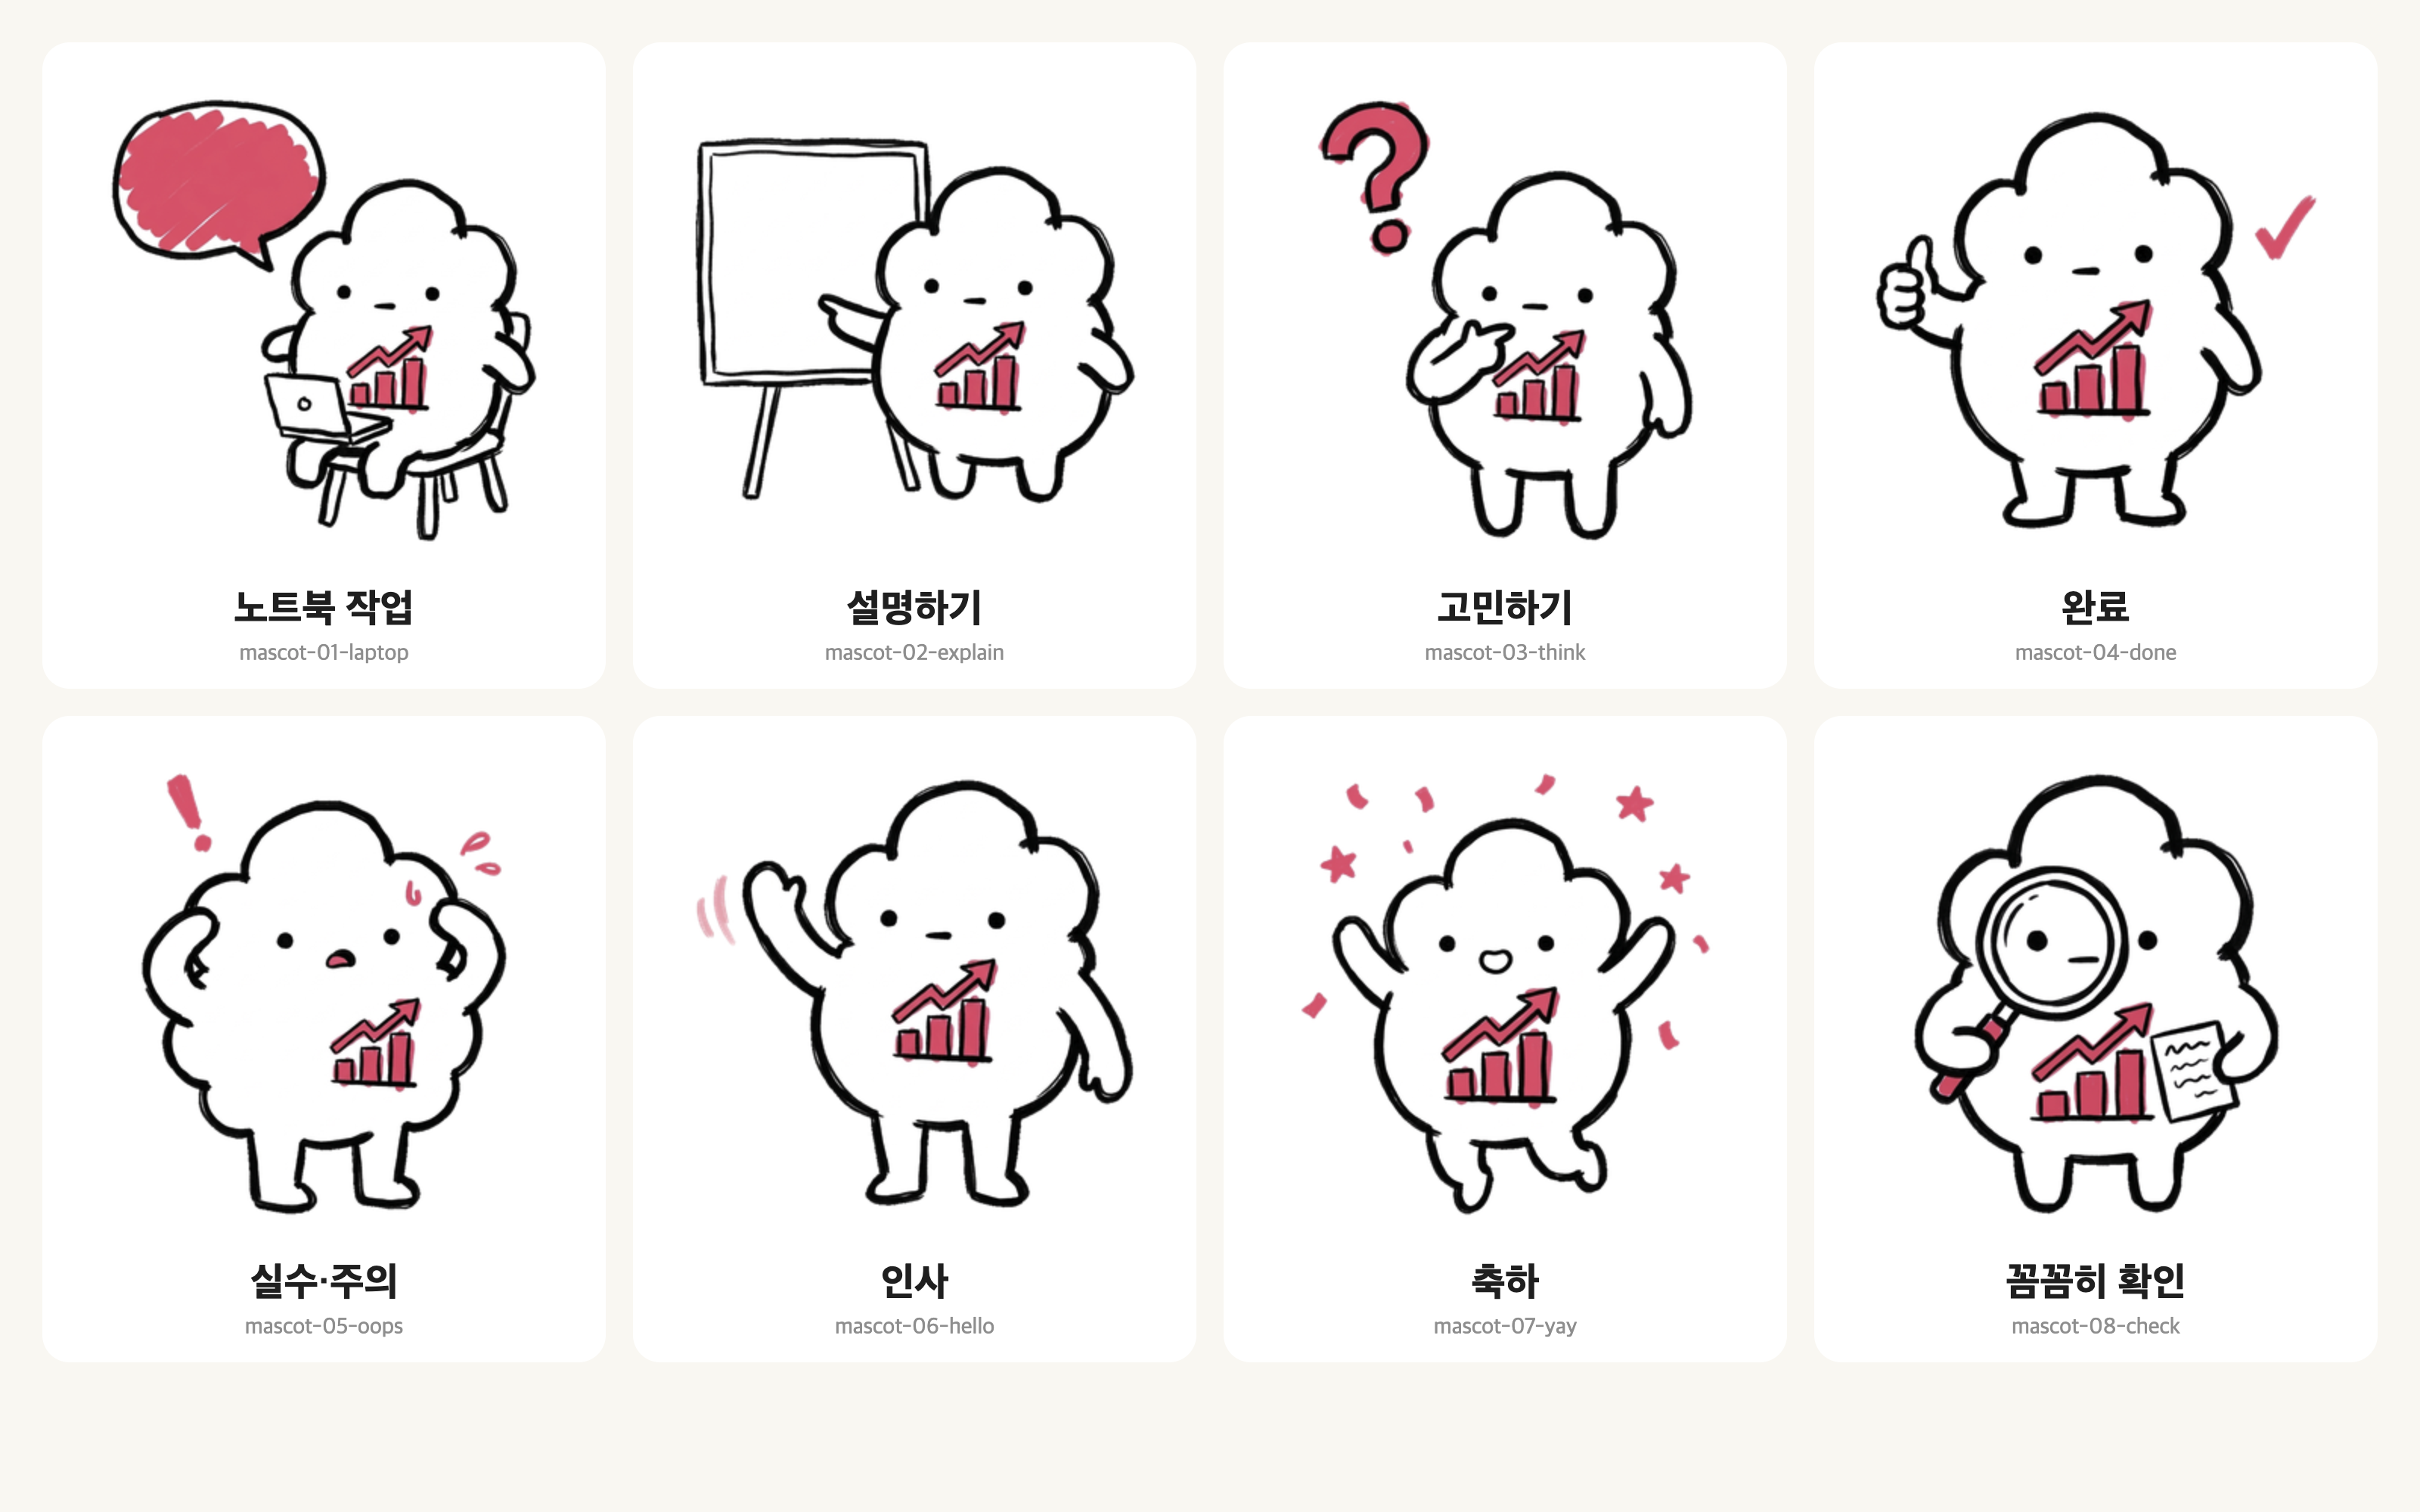 노트북 작업
mascot-01-laptop
설명하기
mascot-02-explain
고민하기
mascot-03-think
완료
mascot-04-done
실수·주의
mascot-05-oops
인사
mascot-06-hello
축하
mascot-07-yay
꼼꼼히 확인
mascot-08-check